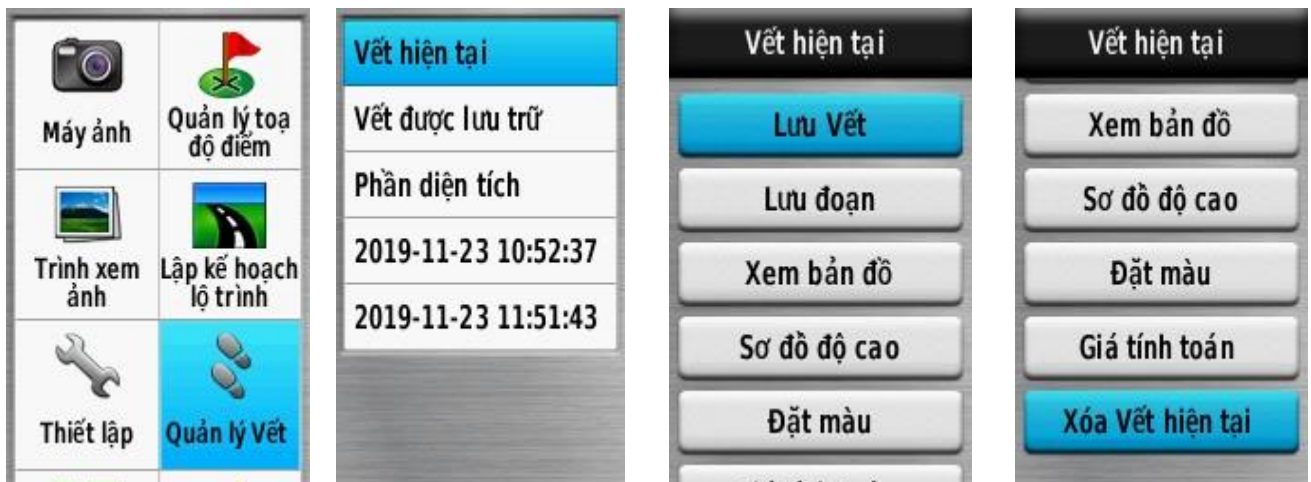 Máy ảnh
Quản lý toạ
độ điểm
Trình xem
ảnh
Lập kế hoạch
lộ trình
Thiết lập
Quản lý Vết
Vết hiện tại
Vết được lưu trữ
Phần diện tích
2019-11-23 10:52:37
2019-11-23 11:51:43
Vết hiện tại
Lưu Vết
Lưu đoạn
Xem bản đồ
Sơ đồ độ cao
Đặt màu
Vết hiện tại
Xem bản đồ
Sơ đồ độ cao
Đặt màu
Giá tính toán
Xóa Vết hiện tại